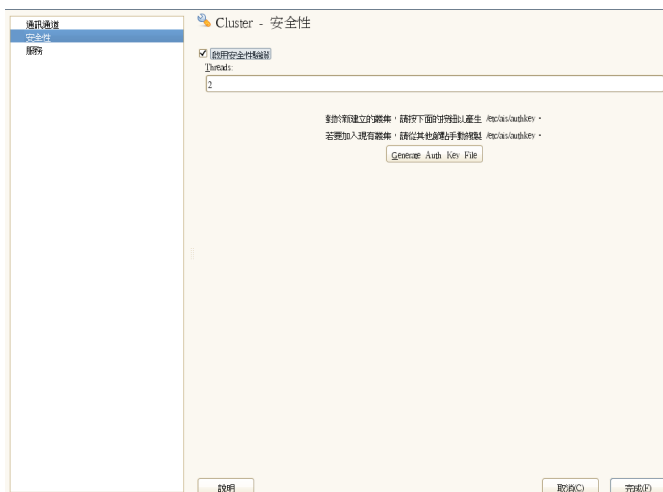 通訊通道
安全性
服務
Cluster - 安全性
啟用安全性驗證
Threads:
2
對於新建立的叢集，請按下面的按鈕以產生 /etc/ais/authkey。
若要加入現有叢集，請從其他節點手動複製 /etc/ais/authkey。
Generate Auth Key File
說明
取消(C)
完成(F)